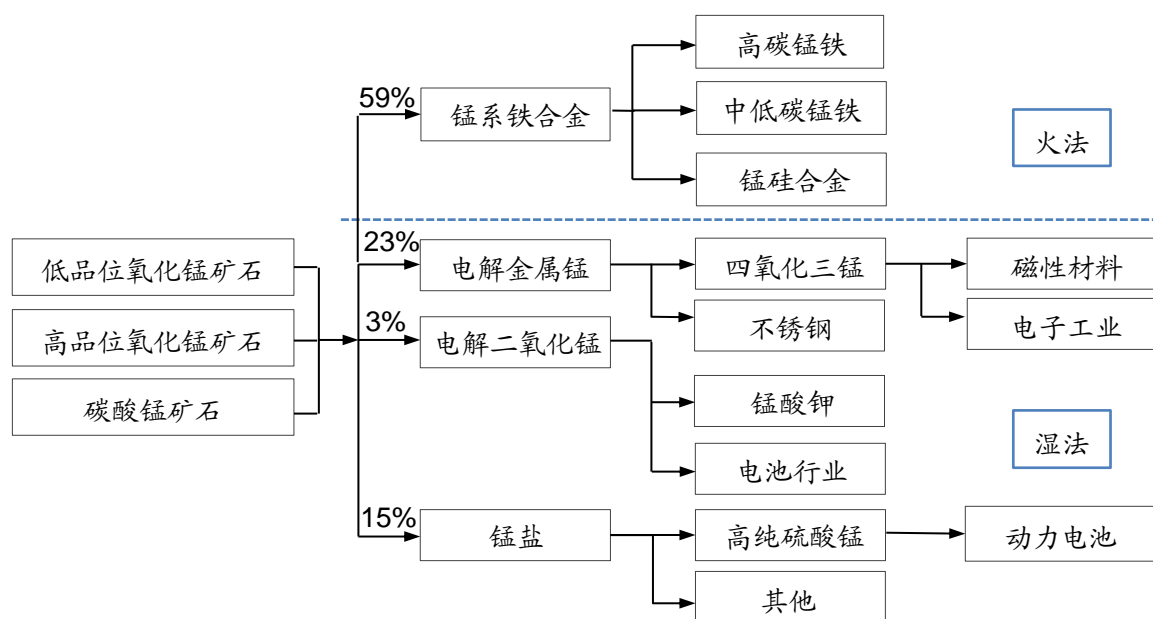 高碳锰铁
59%
锰系铁合金
中低碳锰铁
火法
锰硅合金
23%
低品位氧化锰矿石
电解金属锰
四氧化三锰
磁性材料
3%
高品位氧化锰矿石
电解二氧化锰
不锈钢
电子工业
碳酸锰矿石
锰酸钾
湿法
电池行业
15%
锰盐
高纯硫酸锰
动力电池
其他